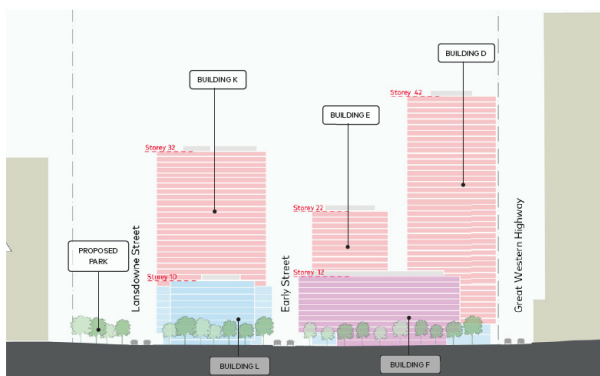 BUILDING D
BUILDING K
Storey 42
BUILDING E
Storey 32
Storey 22
PROPOSED
PARK
Lansdowne Street
Storey 10
Early Street
Storey 12
Great Western Highway
BUILDING L
BUILDING F